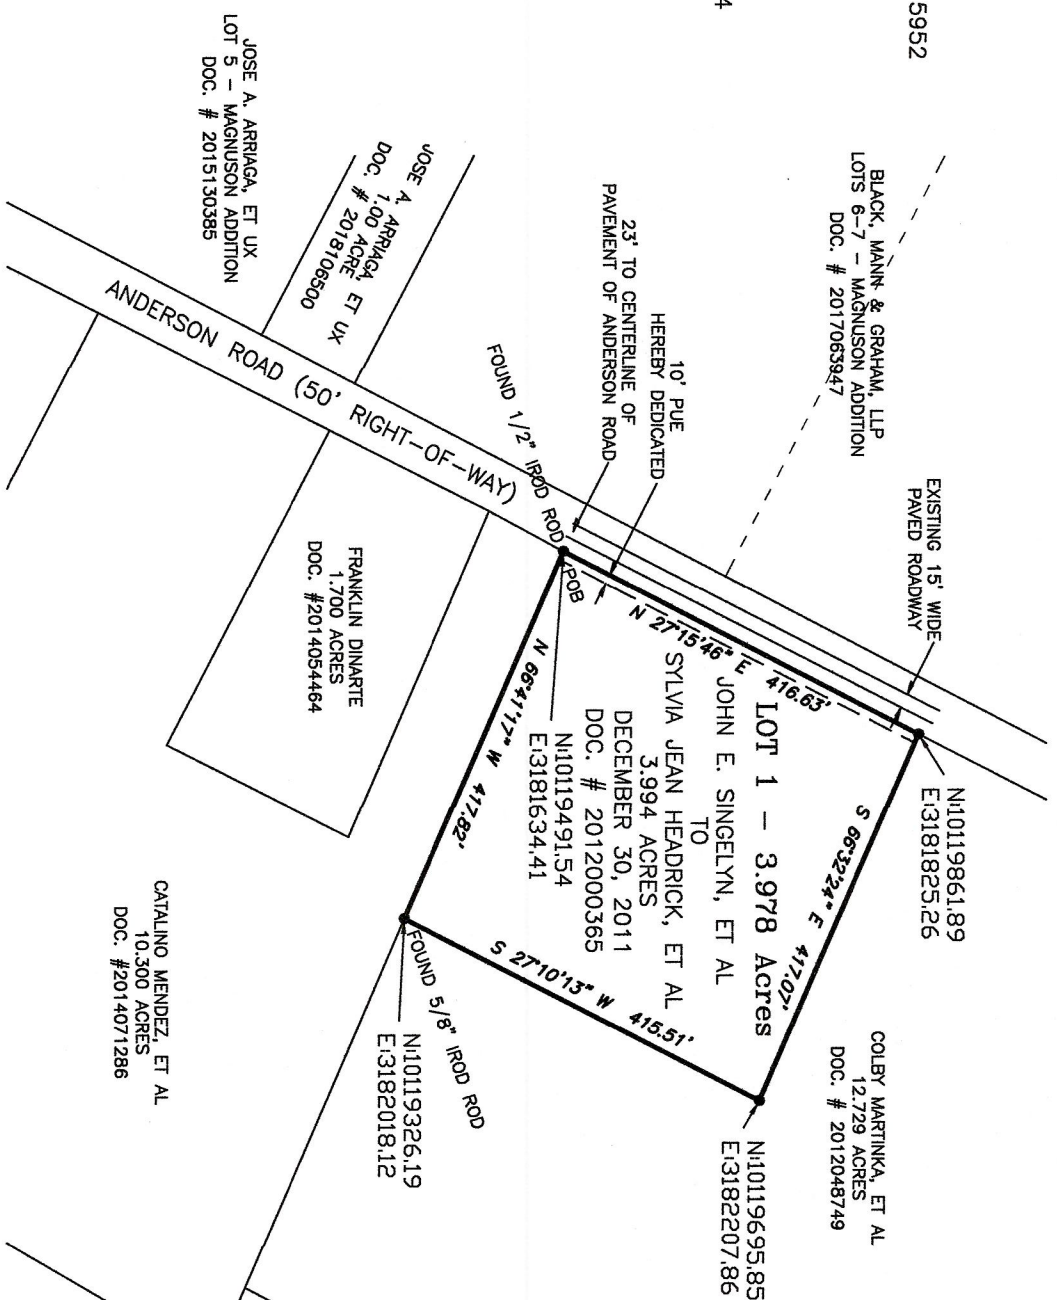 5952
4
BLACK, MANN & GRAHAM, LLP
LOTS 6-7 - MAGNUSON ADDITION
DOC. # 2017063947
EXISTING 15' WIDE
PAVED ROADWAY
N:10119861.89
E:3181825.26
COLBY MARTINKA, ET AL
12.729 ACRES
DOC. # 2012048749
10' PUE
HEREBY DEDICATED
23' TO CENTERLINE OF
PAVEMENT OF ANDERSON ROAD
S 66°32'24" E 417.07'
LOT 1 - 3.978 Acres
JOHN E. SINGELYN, ET AL
TO
SYLVIA JEAN HEADRICK, ET AL
3.994 ACRES
DECEMBER 30, 2011
DOC. # 2012000365
N 27°15'46" E 416.63'
N:10119695.85
E:3182207.86
POB
N:10119491.54
E:3181634.41
S 27°10'13" W 415.51'
FOUND 1/2" IROD ROD
N 66°41'17" W 417.82'
FOUND 5/8" IROD ROD
N:10119326.19
E:3182018.12
JOSE A. ARRIAGA, ET UX
1.00 ACRE
DOC. # 2018106500
JOSE A. ARRIAGA, ET UX
LOT 5 - MAGNUSON ADDITION
DOC. # 2015130385
ANDERSON ROAD (50' RIGHT-OF-WAY)
FRANKLIN DINARTE
1.700 ACRES
DOC. #2014054464
CATALINO MENDEZ, ET AL
10.300 ACRES
DOC. #2014071286